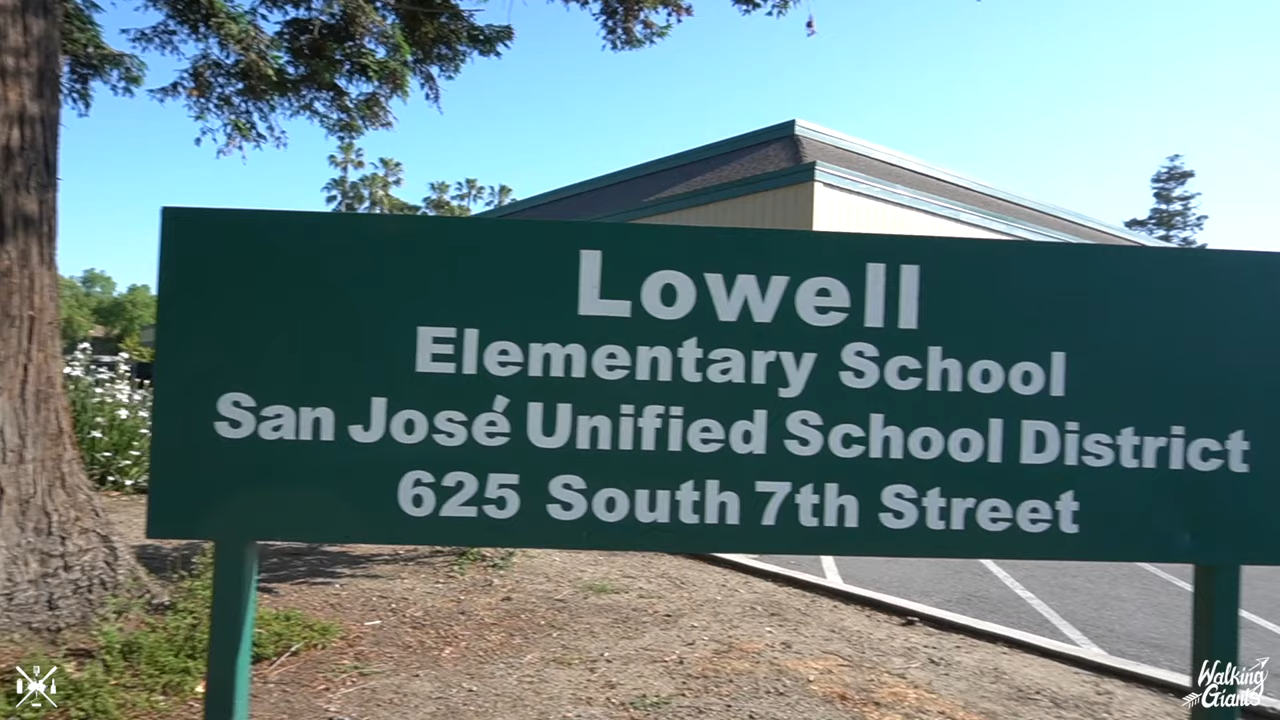 Lowell
Elementary School
San José Unified School District
625 South 7th Street
Walking
Giants